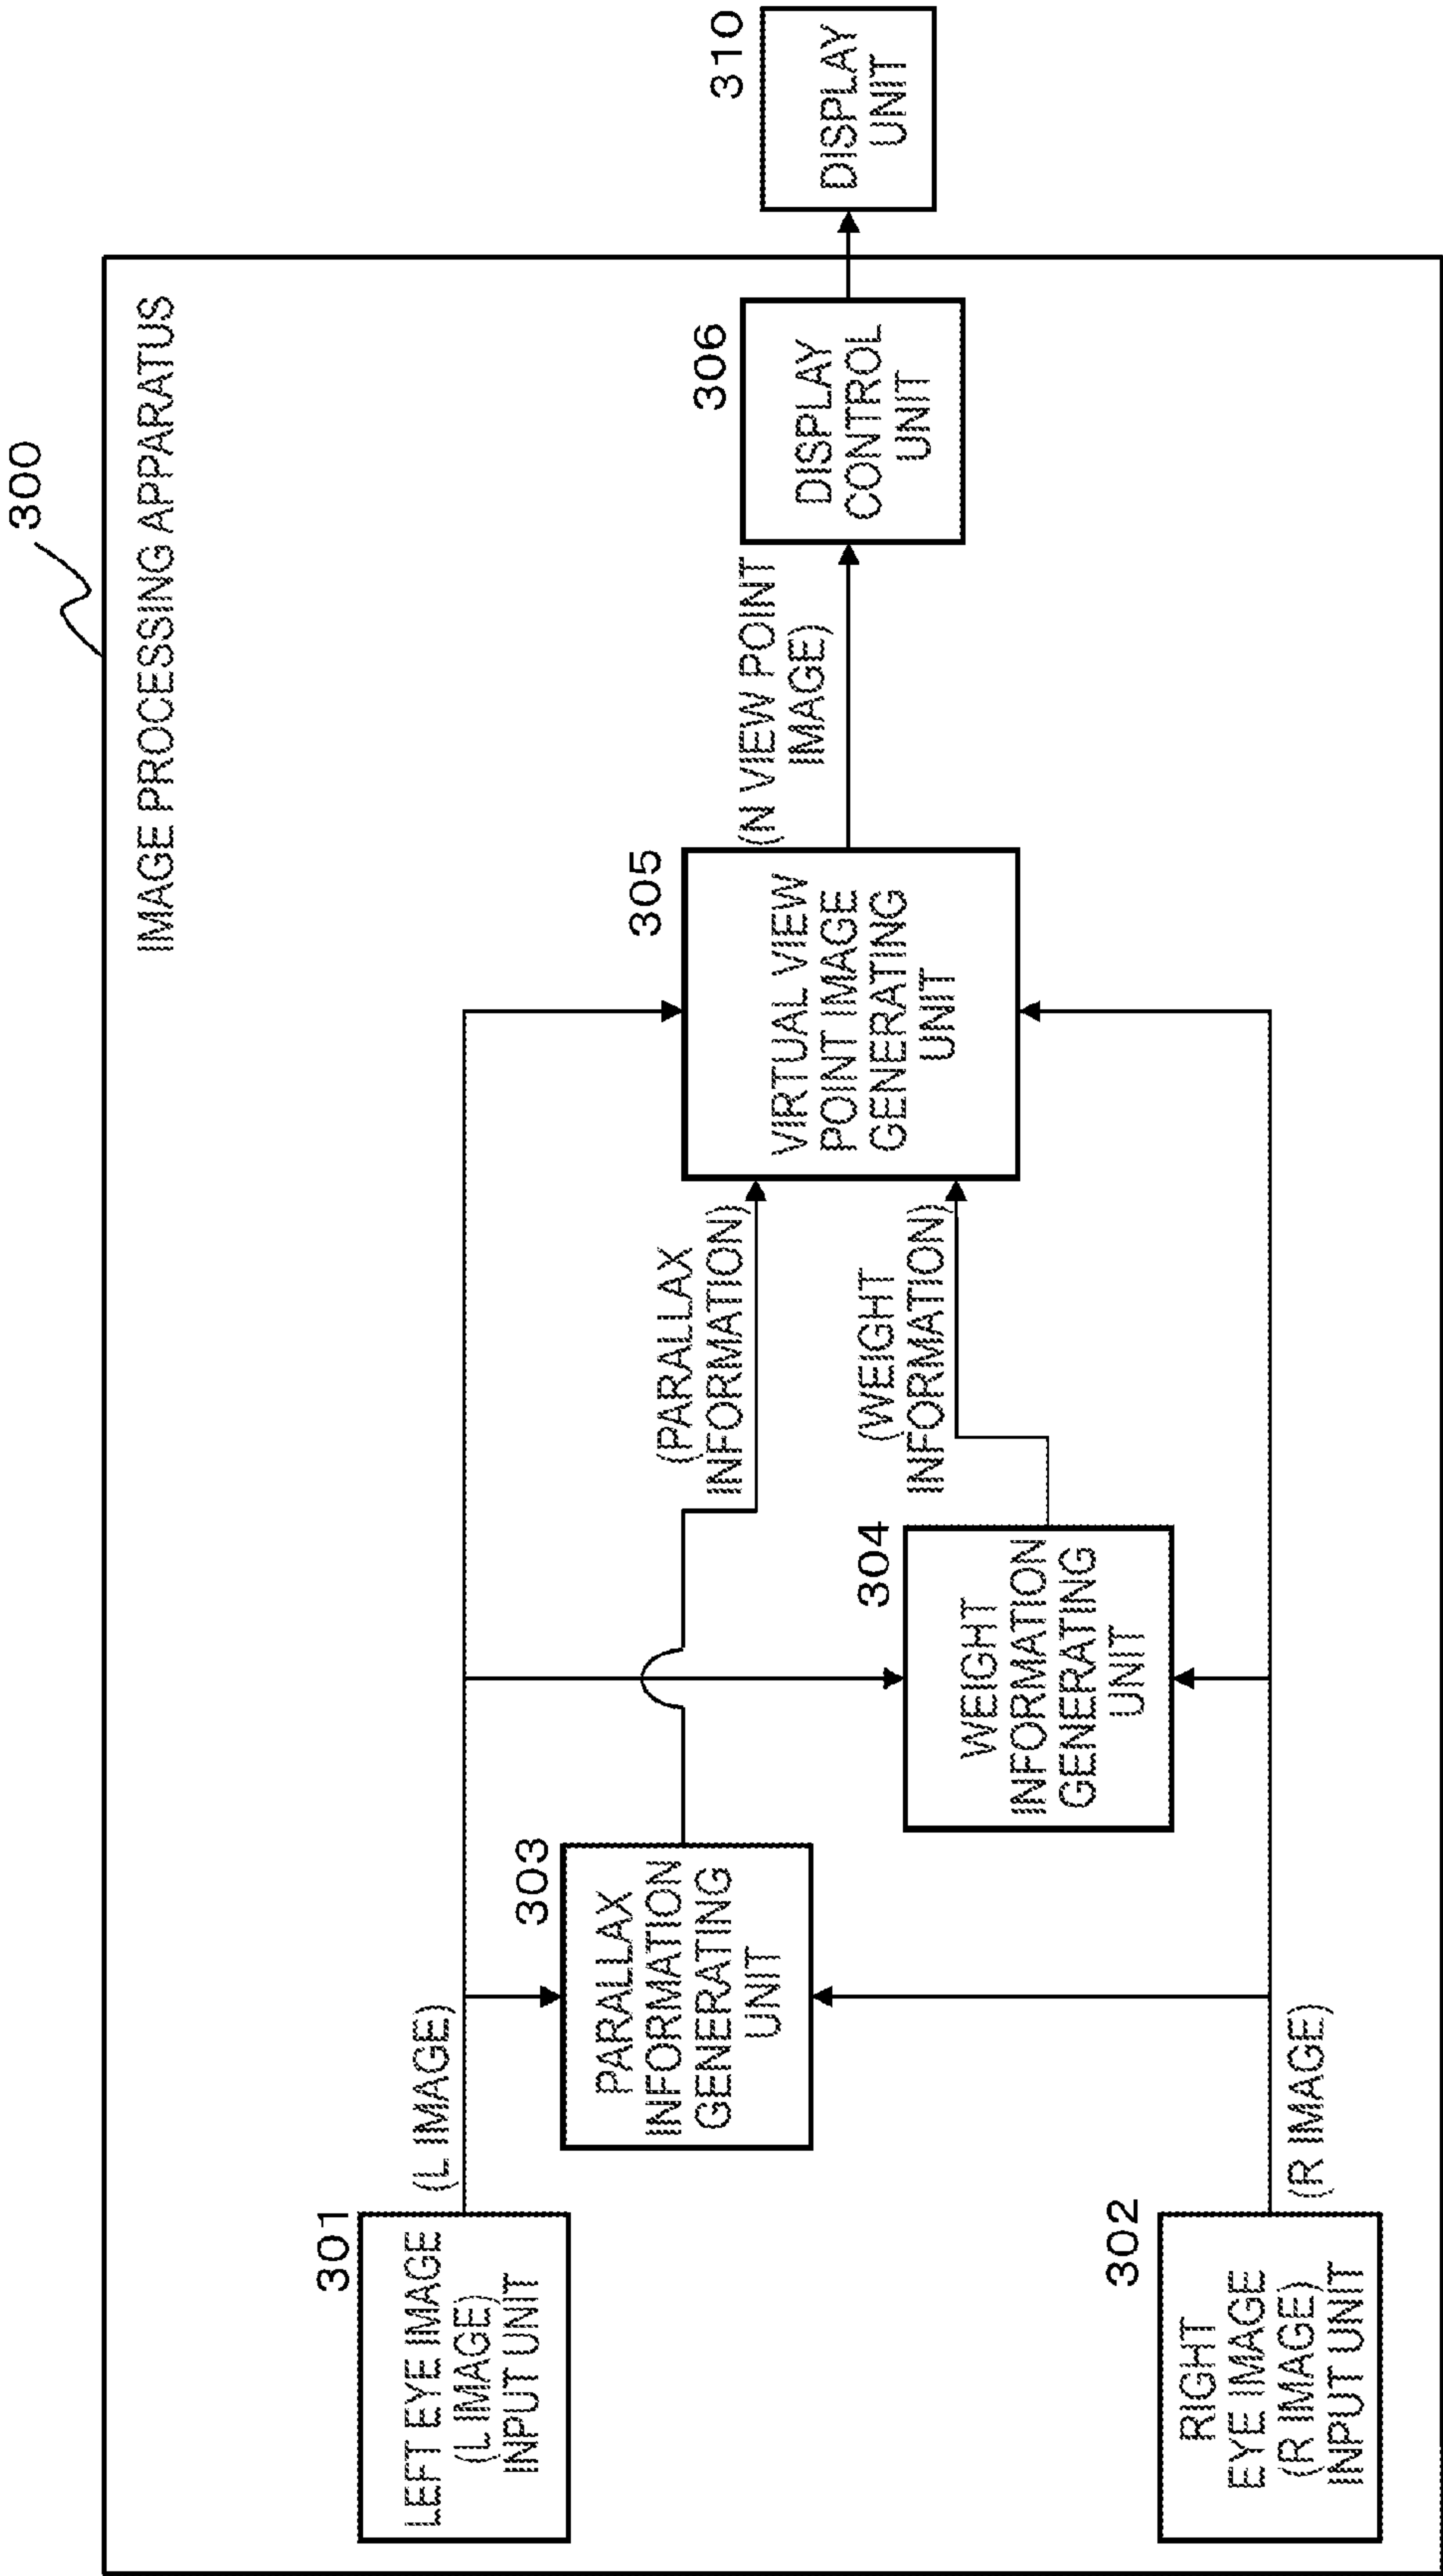 300
IMAGE PROCESSING APPARATUS
301
LEFT EYE IMAGE
(L IMAGE)
INPUT UNIT
(L IMAGE)
302
RIGHT
EYE IMAGE
(R IMAGE)
INPUT UNIT
(R IMAGE)
303
PARALLAX
INFORMATION
GENERATING
UNIT
304
WEIGHT
INFORMATION
GENERATING
UNIT
(PARALLAX
INFORMATION)
(WEIGHT
INFORMATION)
305
VIRTUAL VIEW
POINT IMAGE
GENERATING
UNIT
(N VIEW POINT
IMAGE)
306
DISPLAY
CONTROL
UNIT
310
DISPLAY
UNIT